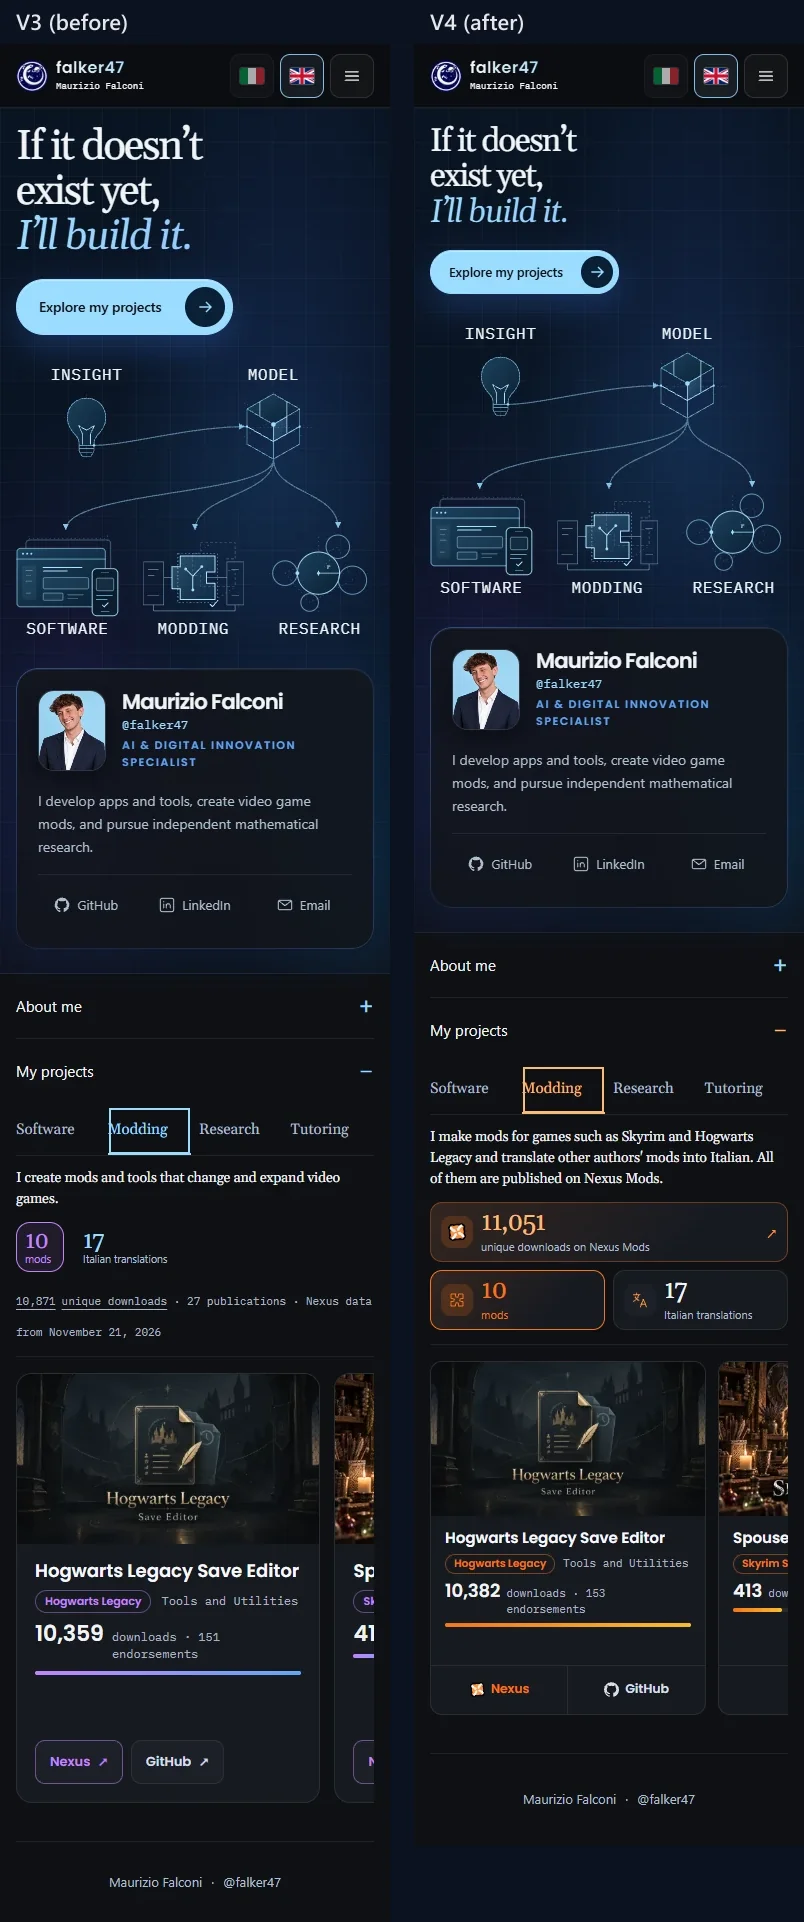 V3 (before)
falker47
Maurizio Falconi
If it doesn't
exist yet,
I'll build it.
Explore my projects
INSIGHT
MODEL
SOFTWARE
MODDING
RESEARCH
Maurizio Falconi
@falker47
AI & DIGITAL INNOVATION
SPECIALIST
I develop apps and tools, create video game
mods, and pursue independent mathematical
research.
GitHub
LinkedIn
Email
About me +
My projects −
Software Modding Research Tutoring
I create mods and tools that change and expand video
games.
10
mods
17
Italian translations
10,871 unique downloads · 27 publications · Nexus data
from November 21, 2026
Hogwarts Legacy
Save Editor
Hogwarts Legacy Save Editor
Hogwarts Legacy Tools and Utilities
10,359 downloads · 151
endorsements
Nexus ↗ GitHub ↗
Sp
Sk
41
N
Maurizio Falconi · @falker47
V4 (after)
falker47
Maurizio Falconi
If it doesn't
exist yet,
I'll build it.
Explore my projects
INSIGHT
MODEL
SOFTWARE
MODDING
RESEARCH
Maurizio Falconi
@falker47
AI & DIGITAL INNOVATION
SPECIALIST
I develop apps and tools, create video game
mods, and pursue independent mathematical
research.
GitHub
LinkedIn
Email
About me +
My projects −
Software Modding Research Tutoring
I make mods for games such as Skyrim and Hogwarts
Legacy and translate other authors' mods into Italian. All
of them are published on Nexus Mods.
11,051
unique downloads on Nexus Mods ↗
10
mods
17
Italian translations
Hogwarts Legacy
Save Editor
Hogwarts Legacy Save Editor
Hogwarts Legacy Tools and Utilities
10,382 downloads · 153
endorsements
Nexus GitHub
S
Spouse
Skyrim S
413 dow
Maurizio Falconi · @falker47